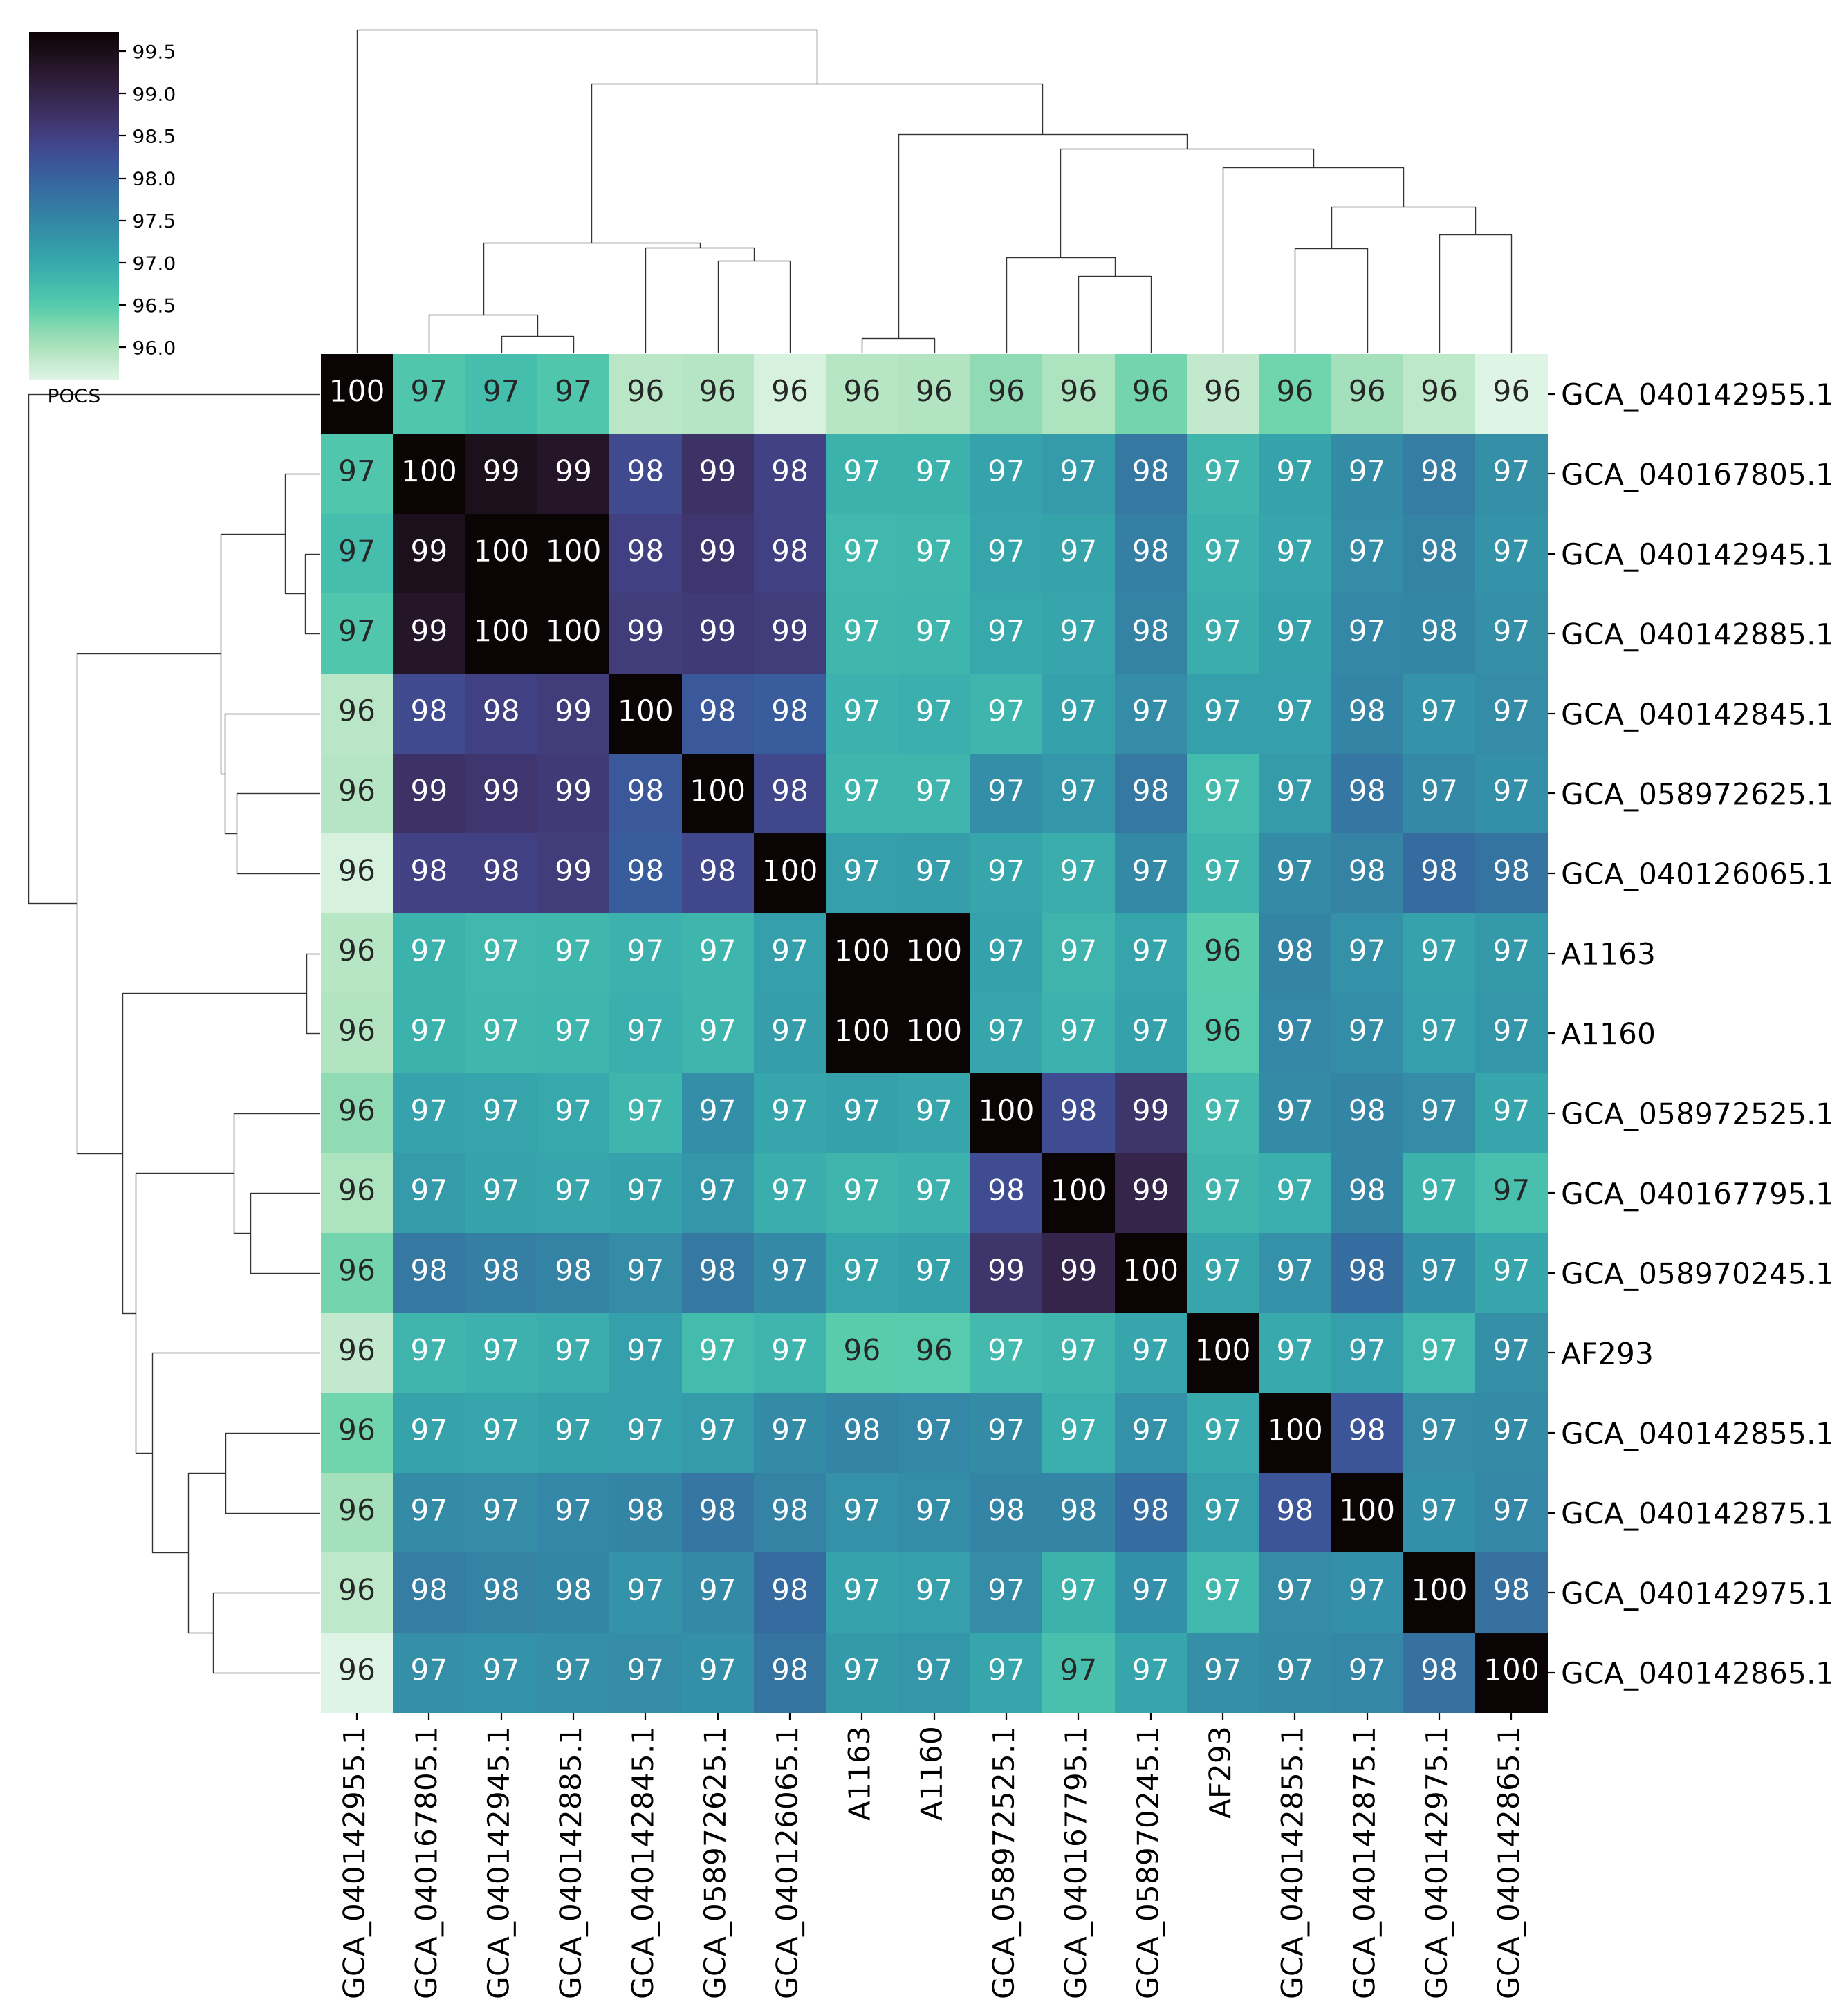 99.5
99.0
98.5
98.0
97.5
97.0
96.5
96.0
POCS
100 97 97 97 96 96 96 96 96 96 96 96 96 96 96 96 96 GCA_040142955.1
97 100 99 99 98 99 98 97 97 97 97 98 97 97 97 98 97 GCA_040167805.1
97 99 100 100 98 99 98 97 97 97 97 98 97 97 97 98 97 GCA_040142945.1
97 99 100 100 99 99 99 97 97 97 97 98 97 97 97 98 97 GCA_040142885.1
96 98 98 99 100 98 98 97 97 97 97 97 97 97 98 97 97 GCA_040142845.1
96 99 99 99 98 100 98 97 97 97 97 98 97 97 98 97 97 GCA_058972625.1
96 98 98 99 98 98 100 97 97 97 97 97 97 97 98 98 98 GCA_040126065.1
96 97 97 97 97 97 97 100 100 97 97 97 96 98 97 97 97 A1163
96 97 97 97 97 97 97 100 100 97 97 97 96 97 97 97 97 A1160
96 97 97 97 97 97 97 97 97 100 98 99 97 97 98 97 97 GCA_058972525.1
96 97 97 97 97 97 97 97 97 98 100 99 97 97 98 97 97 GCA_040167795.1
96 98 98 98 97 98 97 97 97 99 99 100 97 97 98 97 97 GCA_058970245.1
96 97 97 97 97 97 97 96 96 97 97 97 100 97 97 97 97 AF293
96 97 97 97 97 97 97 98 97 97 97 97 97 100 98 97 97 GCA_040142855.1
96 97 97 97 98 98 98 97 97 98 98 98 97 98 100 97 97 GCA_040142875.1
96 98 98 98 97 97 98 97 97 97 97 97 97 97 97 100 98 GCA_040142975.1
96 97 97 97 97 97 98 97 97 97 97 97 97 97 97 98 100 GCA_040142865.1
GCA_040142955.1
GCA_040167805.1
GCA_040142945.1
GCA_040142885.1
GCA_040142845.1
GCA_058972625.1
GCA_040126065.1
A1163
A1160
GCA_058972525.1
GCA_040167795.1
GCA_058970245.1
AF293
GCA_040142855.1
GCA_040142875.1
GCA_040142975.1
GCA_040142865.1